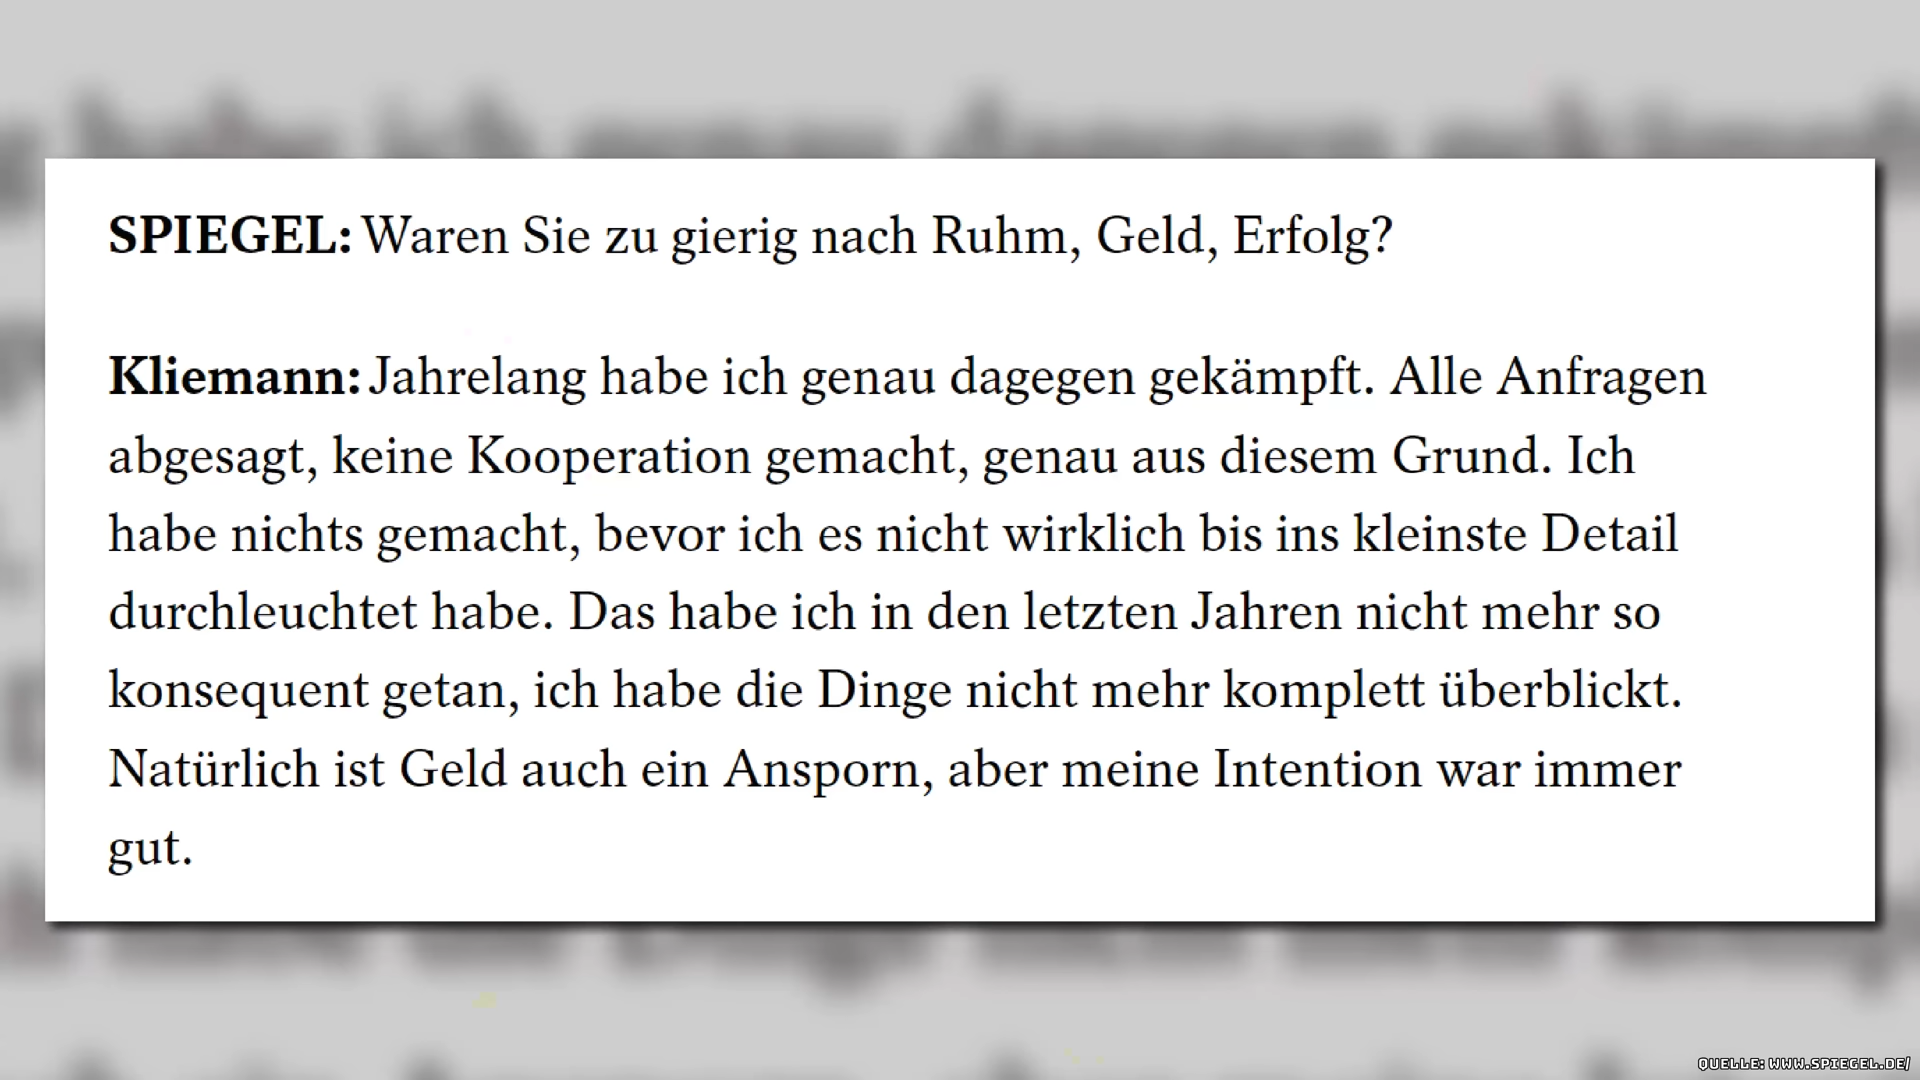 SPIEGEL: Waren Sie zu gierig nach Ruhm, Geld, Erfolg?
Kliemann: Jahrelang habe ich genau dagegen gekämpft. Alle Anfragen
abgesagt, keine Kooperation gemacht, genau aus diesem Grund. Ich
habe nichts gemacht, bevor ich es nicht wirklich bis ins kleinste Detail
durchleuchtet habe. Das habe ich in den letzten Jahren nicht mehr so
konsequent getan, ich habe die Dinge nicht mehr komplett überblickt.
Natürlich ist Geld auch ein Ansporn, aber meine Intention war immer
gut.
QUELLE: WWW.SPIEGEL.DE/